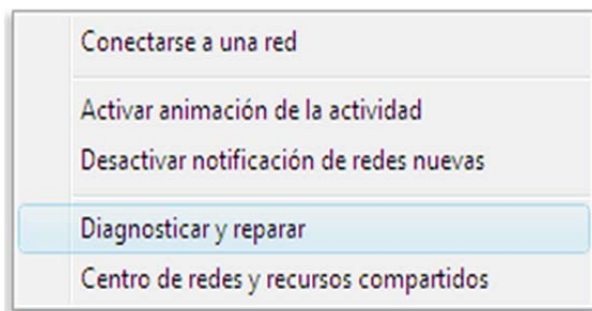 Conectarse a una red
Activar animación de la actividad
Desactivar notificación de redes nuevas
Diagnosticar y reparar
Centro de redes y recursos compartidos